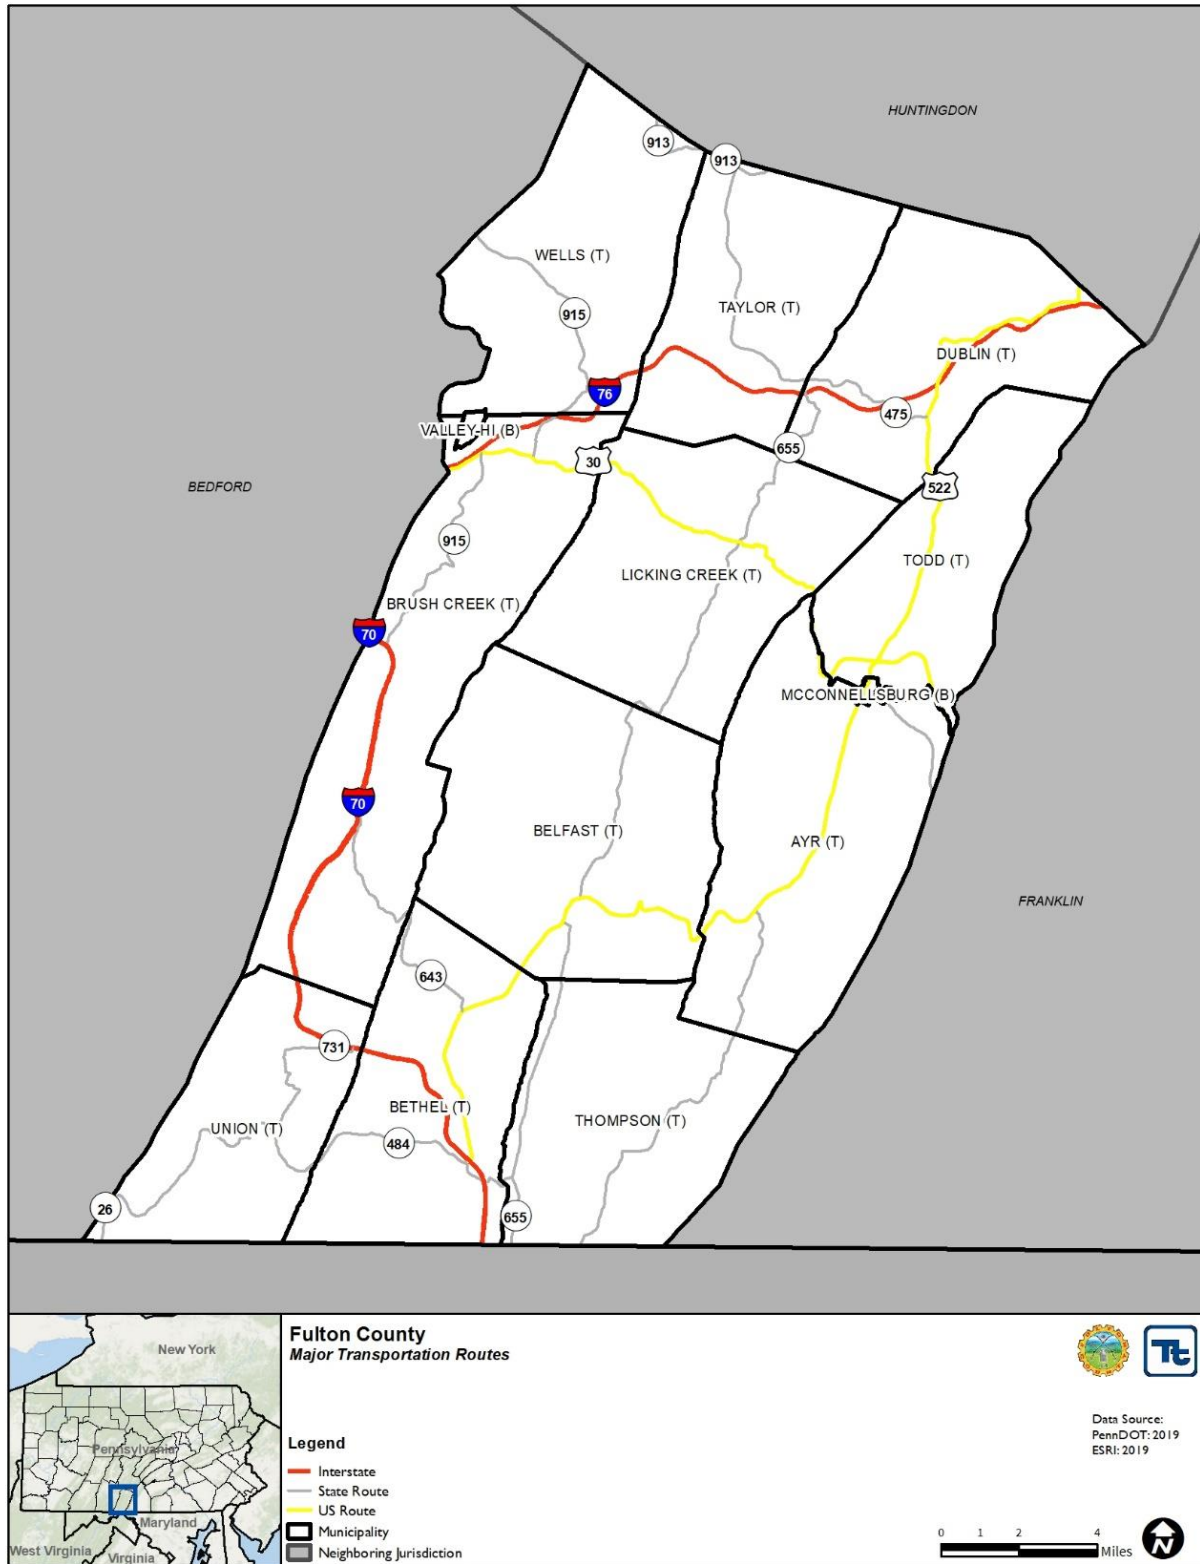 HUNTINGDON
913
913
WELLS (T)
915
TAYLOR (T)
DUBLIN (T)
76
475
VALLEY-HI (B)
655
30
BEDFORD
522
915
TODD (T)
LICKING CREEK (T)
BRUSH CREEK (T)
70
MCCONNELLSBURG (B)
70
BELFAST (T)
AYR (T)
FRANKLIN
643
731
BETHEL (T)
THOMPSON (T)
UNION (T)
484
26
655
New York
Pennsylvania
Maryland
West Virginia
Virginia
Fulton County
Major Transportation Routes
Legend
Interstate
State Route
US Route
Municipality
Neighboring Jurisdiction
Tt
Data Source:
PennDOT: 2019
ESRI: 2019
0 1 2 4
Miles
N